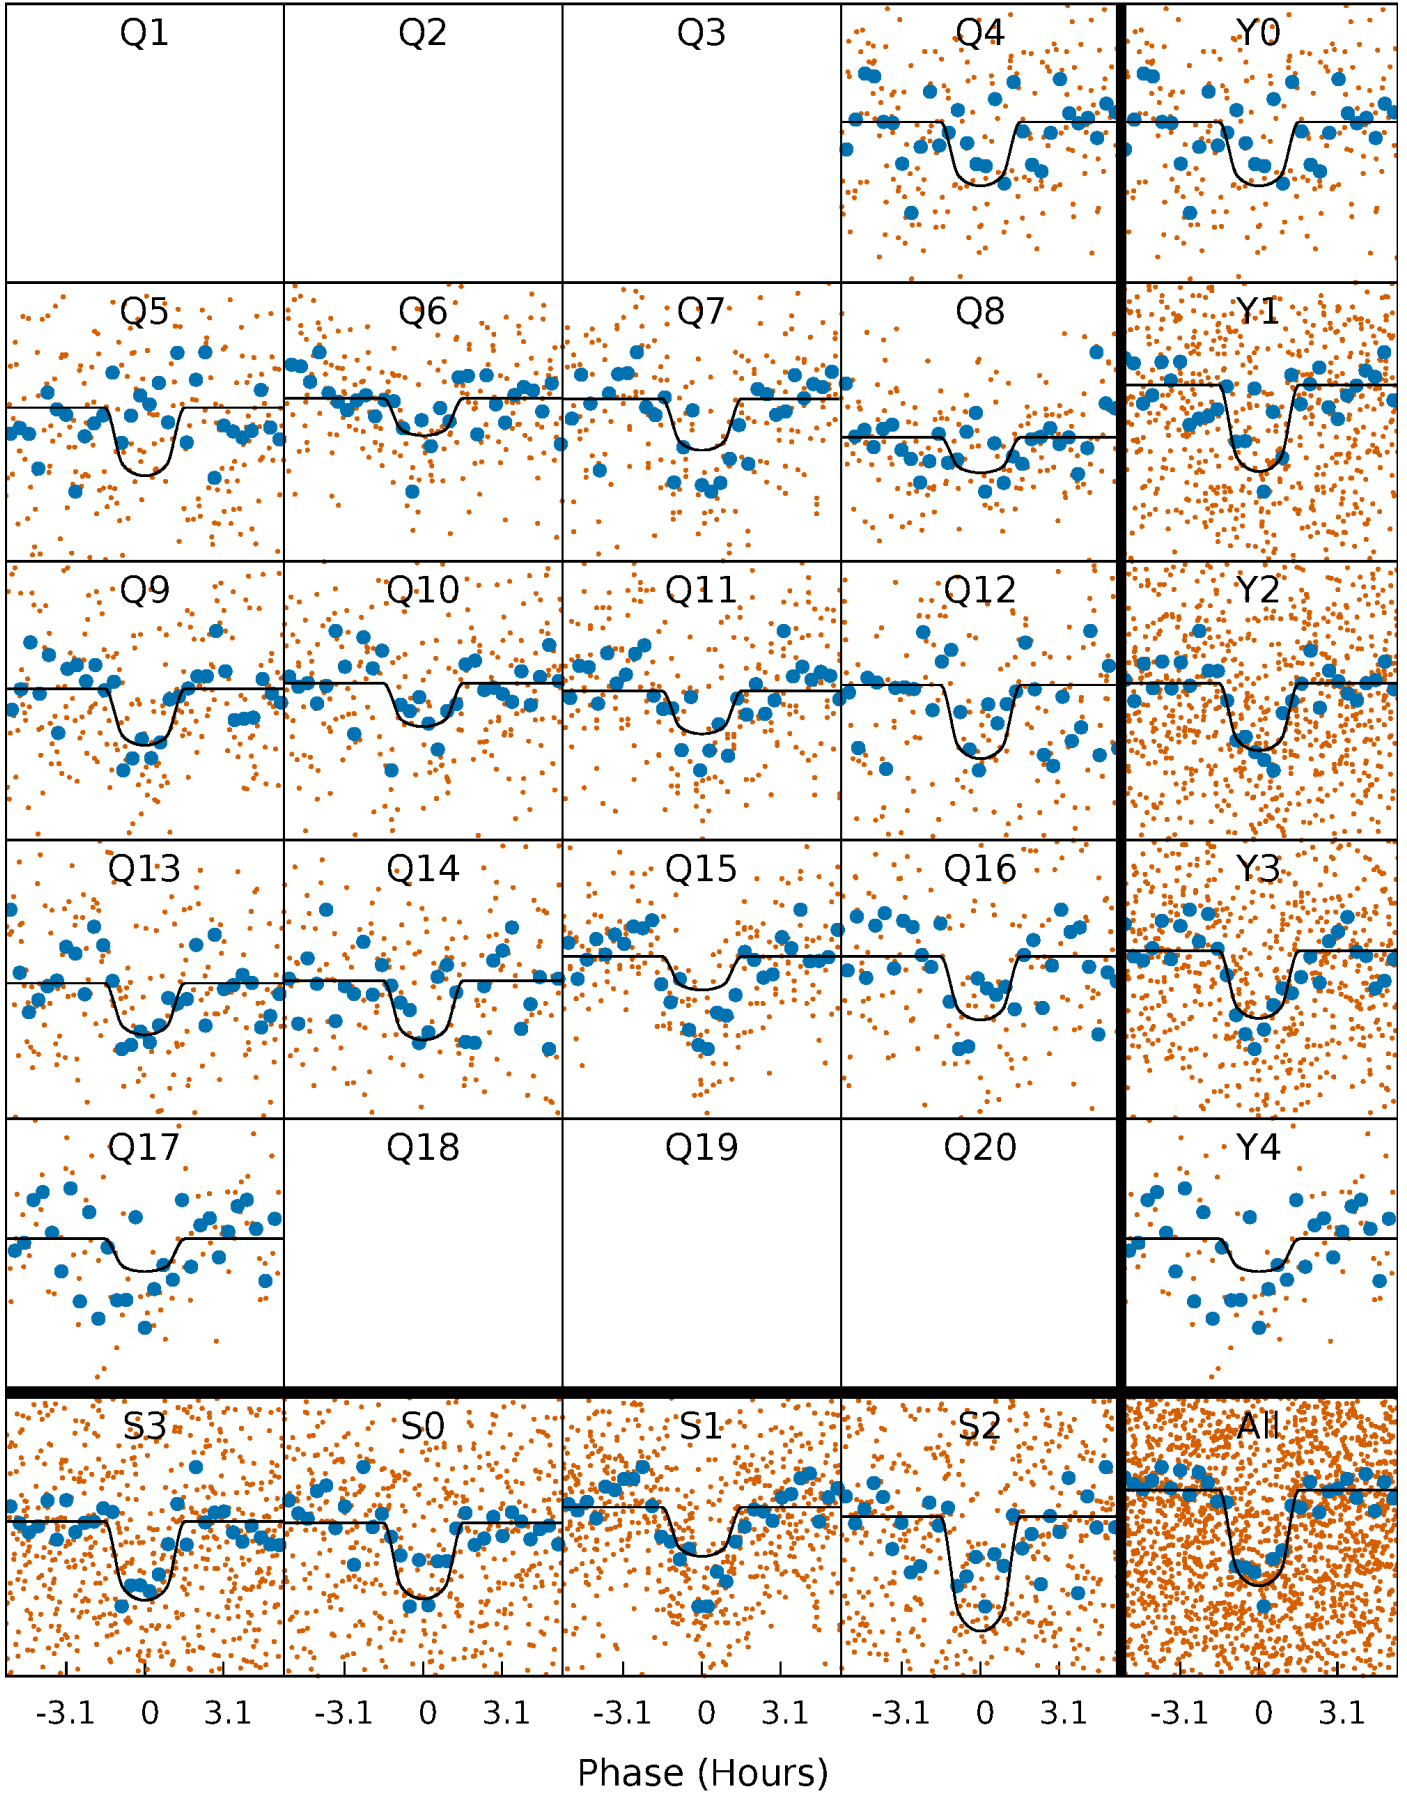 Q1 Q2 Q3 Q4 Y0
Q5 Q6 Q7 Q8 Y1
Q9 Q10 Q11 Q12 Y2
Q13 Q14 Q15 Q16 Y3
Q17 Q18 Q19 Q20 Y4
S3 S0 S1 S2 All
-3.1 0 3.1 -3.1 0 3.1 -3.1 0 3.1 -3.1 0 3.1 -3.1 0 3.1
Phase (Hours)